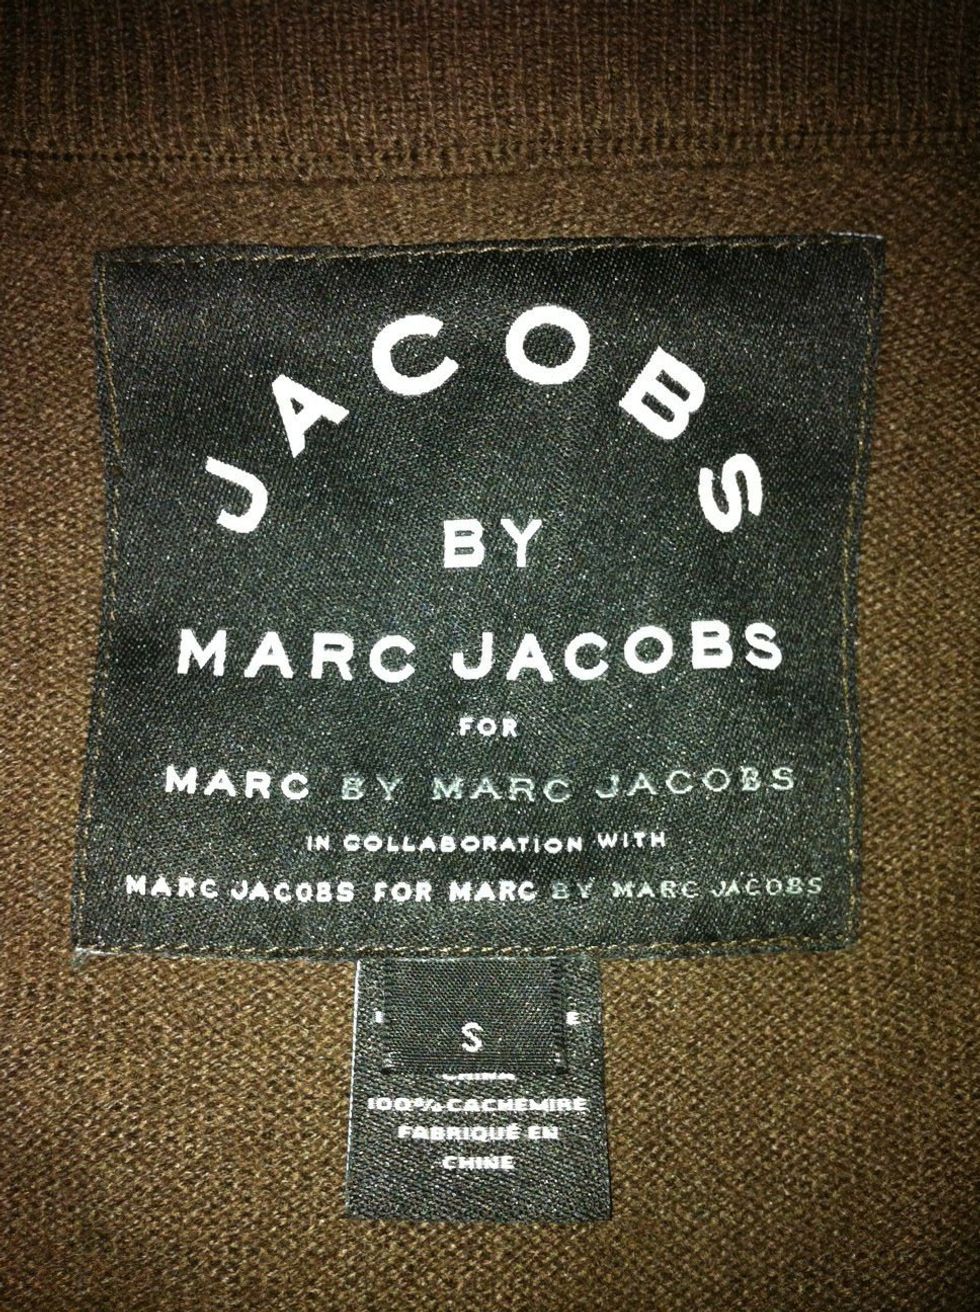 JACOBS
BY
MARC JACOBS
FOR
MARC BY MARC JACOBS
IN COLLABORATION WITH
MARC JACOBS FOR MARC BY MARC JACOBS
S
100% CACHEMIRE
FABRIQUÉ EN
CHINE